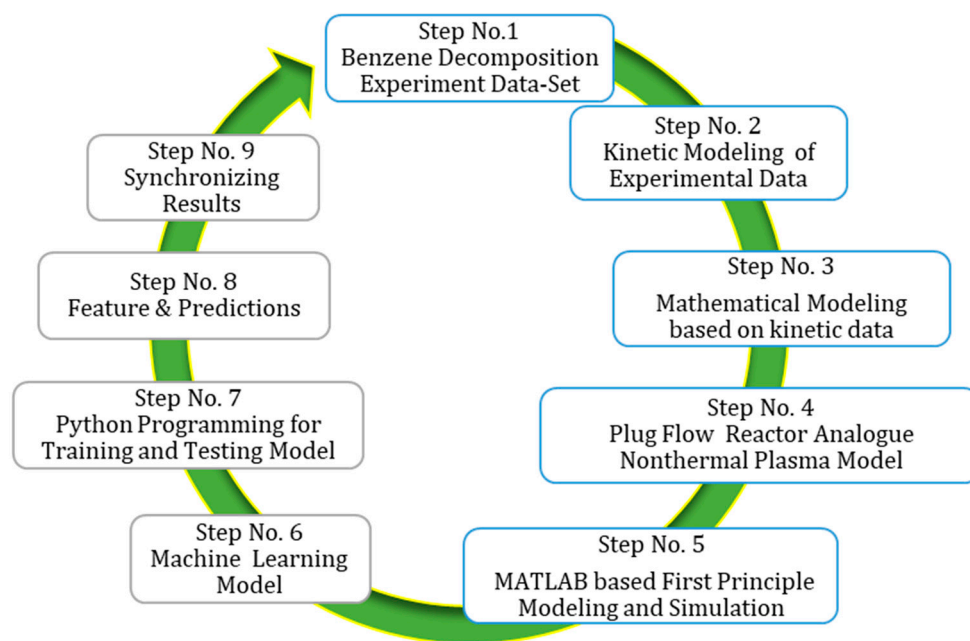 Step No.1
Benzene Decomposition
Experiment Data-Set
Step No. 2
Kinetic Modeling of
Experimental Data
Step No. 3
Mathematical Modeling
based on kinetic data
Step No. 4
Plug Flow Reactor Analogue
Nonthermal Plasma Model
Step No. 5
MATLAB based First Principle
Modeling and Simulation
Step No. 6
Machine Learning
Model
Step No. 7
Python Programming for
Training and Testing Model
Step No. 8
Feature & Predictions
Step No. 9
Synchronizing
Results